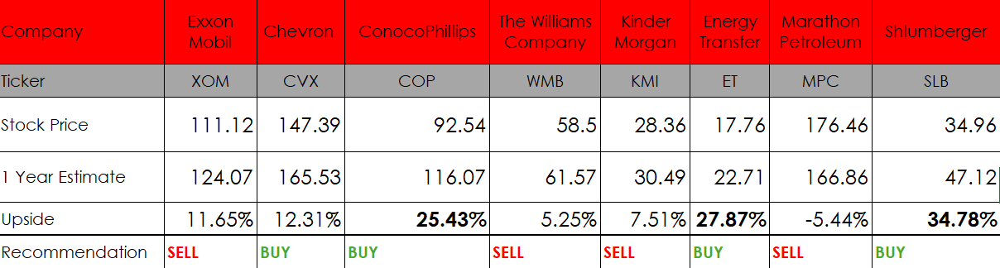 Company Exxon Mobil Chevron ConocoPhillips The Williams Company Kinder Morgan Energy Transfer Marathon Petroleum Shlumberger
Ticker XOM CVX COP WMB KMI ET MPC SLB
Stock Price 111.12 147.39 92.54 58.5 28.36 17.76 176.46 34.96
1 Year Estimate 124.07 165.53 116.07 61.57 30.49 22.71 166.86 47.12
Upside 11.65% 12.31% 25.43% 5.25% 7.51% 27.87% -5.44% 34.78%
Recommendation SELL BUY BUY SELL SELL BUY SELL BUY